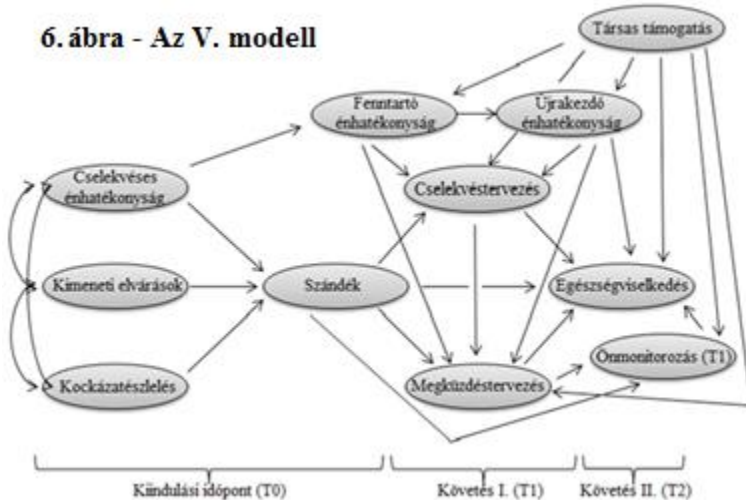 6. ábra - Az V. modell
Társas támogatás
Fenntartó
énhatékonyság
Újrakezdő
énhatékonyság
Cselekvéses
énhatékonyság
Cselekvéstervezés
Kimeneti elvárások
Szándék
Egészségviselkedés
Önmonitorozás (T1)
Kockázatészlelés
Megküzdéstervezés
Kiindulási időpont (T0)
Követés I. (T1)
Követés II. (T2)